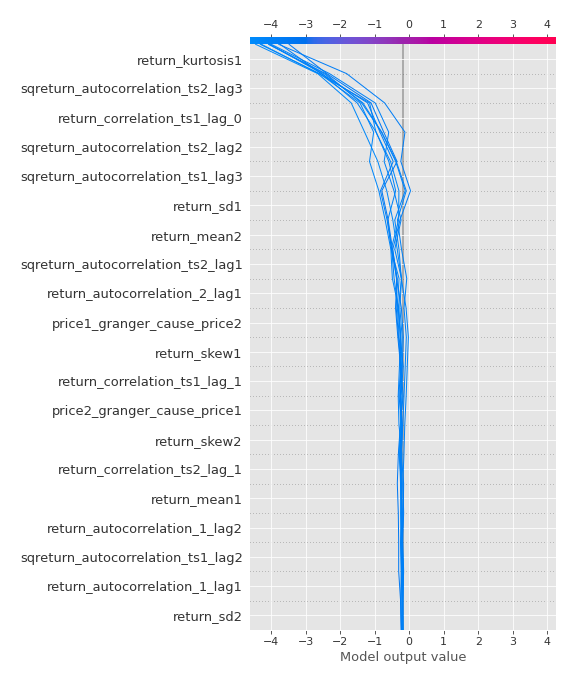 −4 −3 −2 −1 0 1 2 3 4
return_kurtosis1
sqreturn_autocorrelation_ts2_lag3
return_correlation_ts1_lag_0
sqreturn_autocorrelation_ts2_lag2
sqreturn_autocorrelation_ts1_lag3
return_sd1
return_mean2
sqreturn_autocorrelation_ts2_lag1
return_autocorrelation_2_lag1
price1_granger_cause_price2
return_skew1
return_correlation_ts1_lag_1
price2_granger_cause_price1
return_skew2
return_correlation_ts2_lag_1
return_mean1
return_autocorrelation_1_lag2
sqreturn_autocorrelation_ts1_lag2
return_autocorrelation_1_lag1
return_sd2
−4 −3 −2 −1 0 1 2 3 4
Model output value